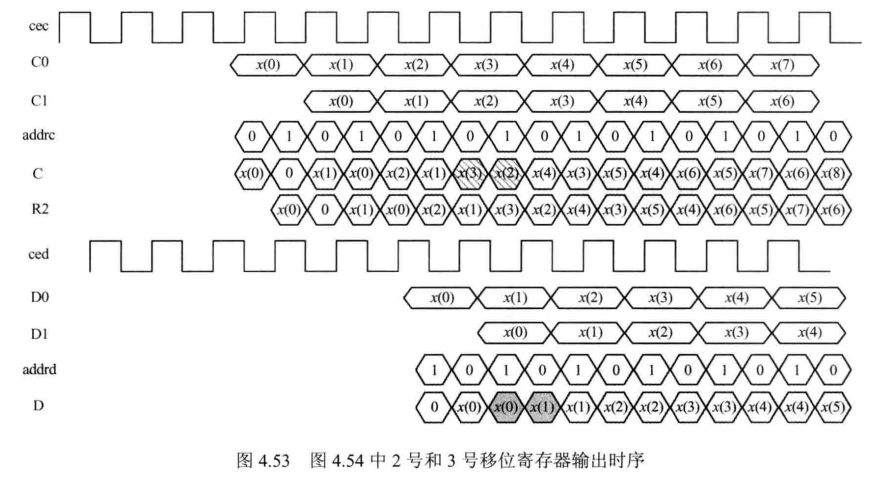 cec
C0 x(0) x(1) x(2) x(3) x(4) x(5) x(6) x(7)
C1 x(0) x(1) x(2) x(3) x(4) x(5) x(6)
addrc 0 1 0 1 0 1 0 1 0 1 0 1 0 1 0 1 0
C x(0) 0 x(1) x(0) x(2) x(1) x(3) x(2) x(4) x(3) x(5) x(4) x(6) x(5) x(7) x(6) x(8)
R2 x(0) 0 x(1) x(0) x(2) x(1) x(3) x(2) x(4) x(3) x(5) x(4) x(6) x(5) x(7) x(6)
ced
D0 x(0) x(1) x(2) x(3) x(4) x(5)
D1 x(0) x(1) x(2) x(3) x(4)
addrd 1 0 1 0 1 0 1 0 1 0 1 0
D 0 x(0) x(0) x(1) x(1) x(2) x(2) x(3) x(3) x(4) x(4) x(5)
图 4.53 图 4.54 中 2 号和 3 号移位寄存器输出时序